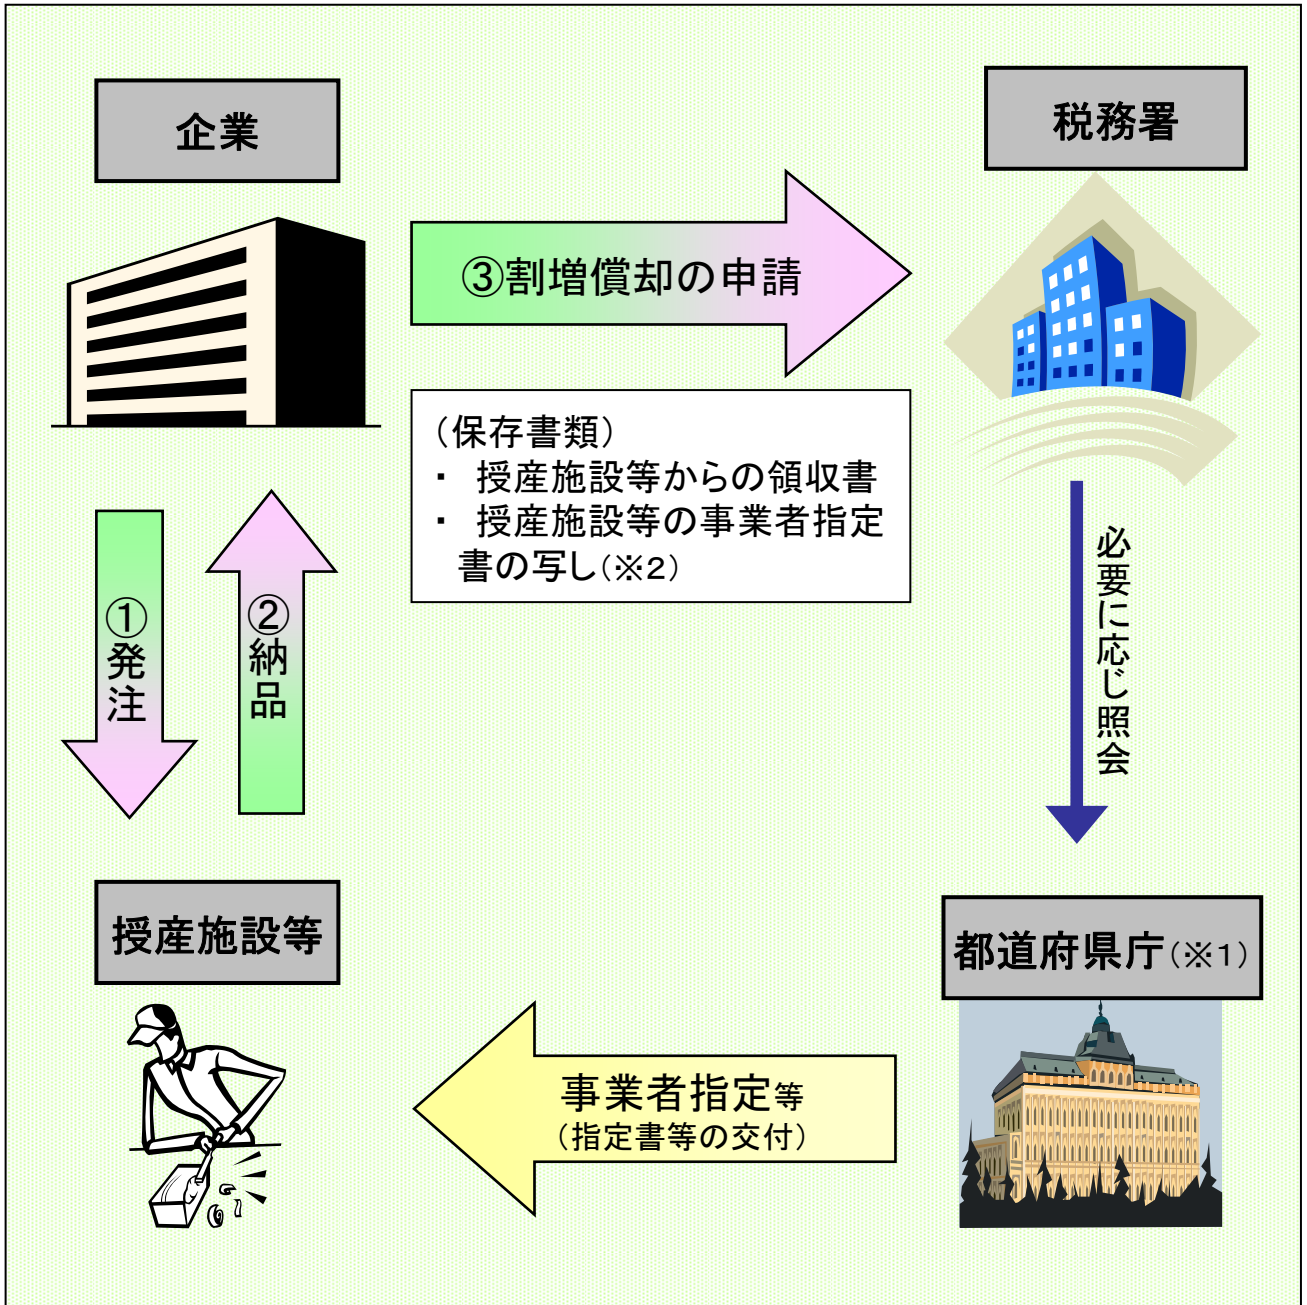 企業
税務署
③割増償却の申請
（保存書類）
・ 授産施設等からの領収書
・ 授産施設等の事業者指定
書の写し（※2）
①発注
②納品
必要に応じ照会
授産施設等
都道府県庁（※1）
事業者指定等
（指定書等の交付）